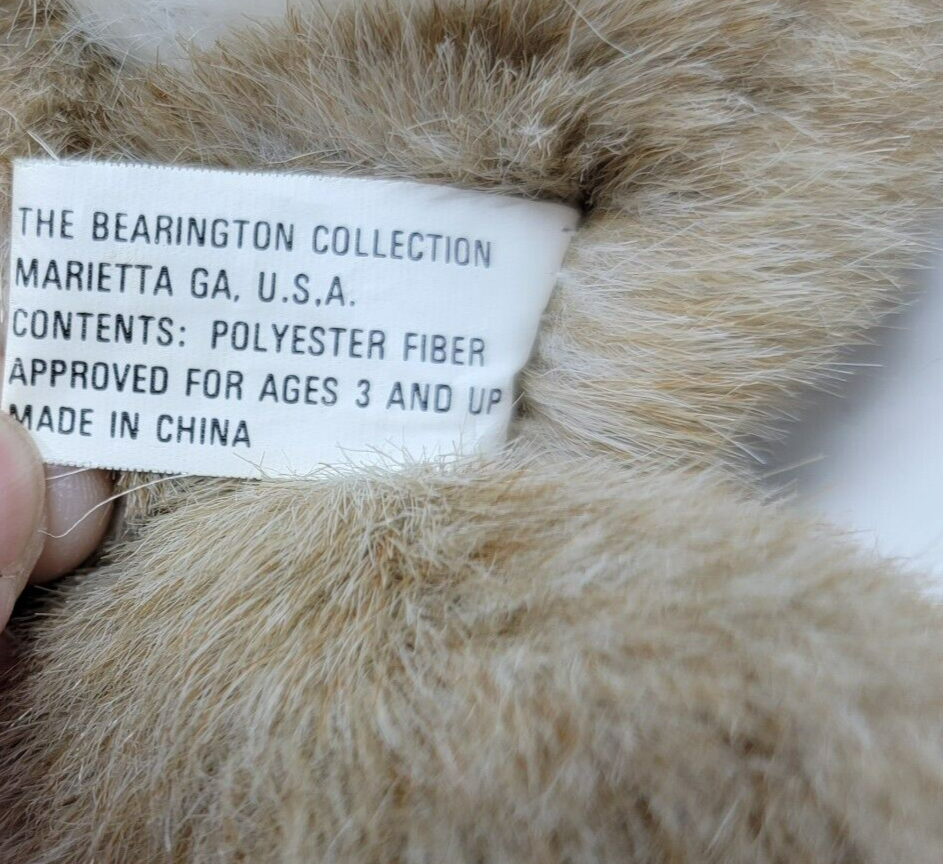 THE BEARINGTON COLLECTION
MARIETTA GA, U.S.A.
CONTENTS: POLYESTER FIBER
APPROVED FOR AGES 3 AND UP
MADE IN CHINA